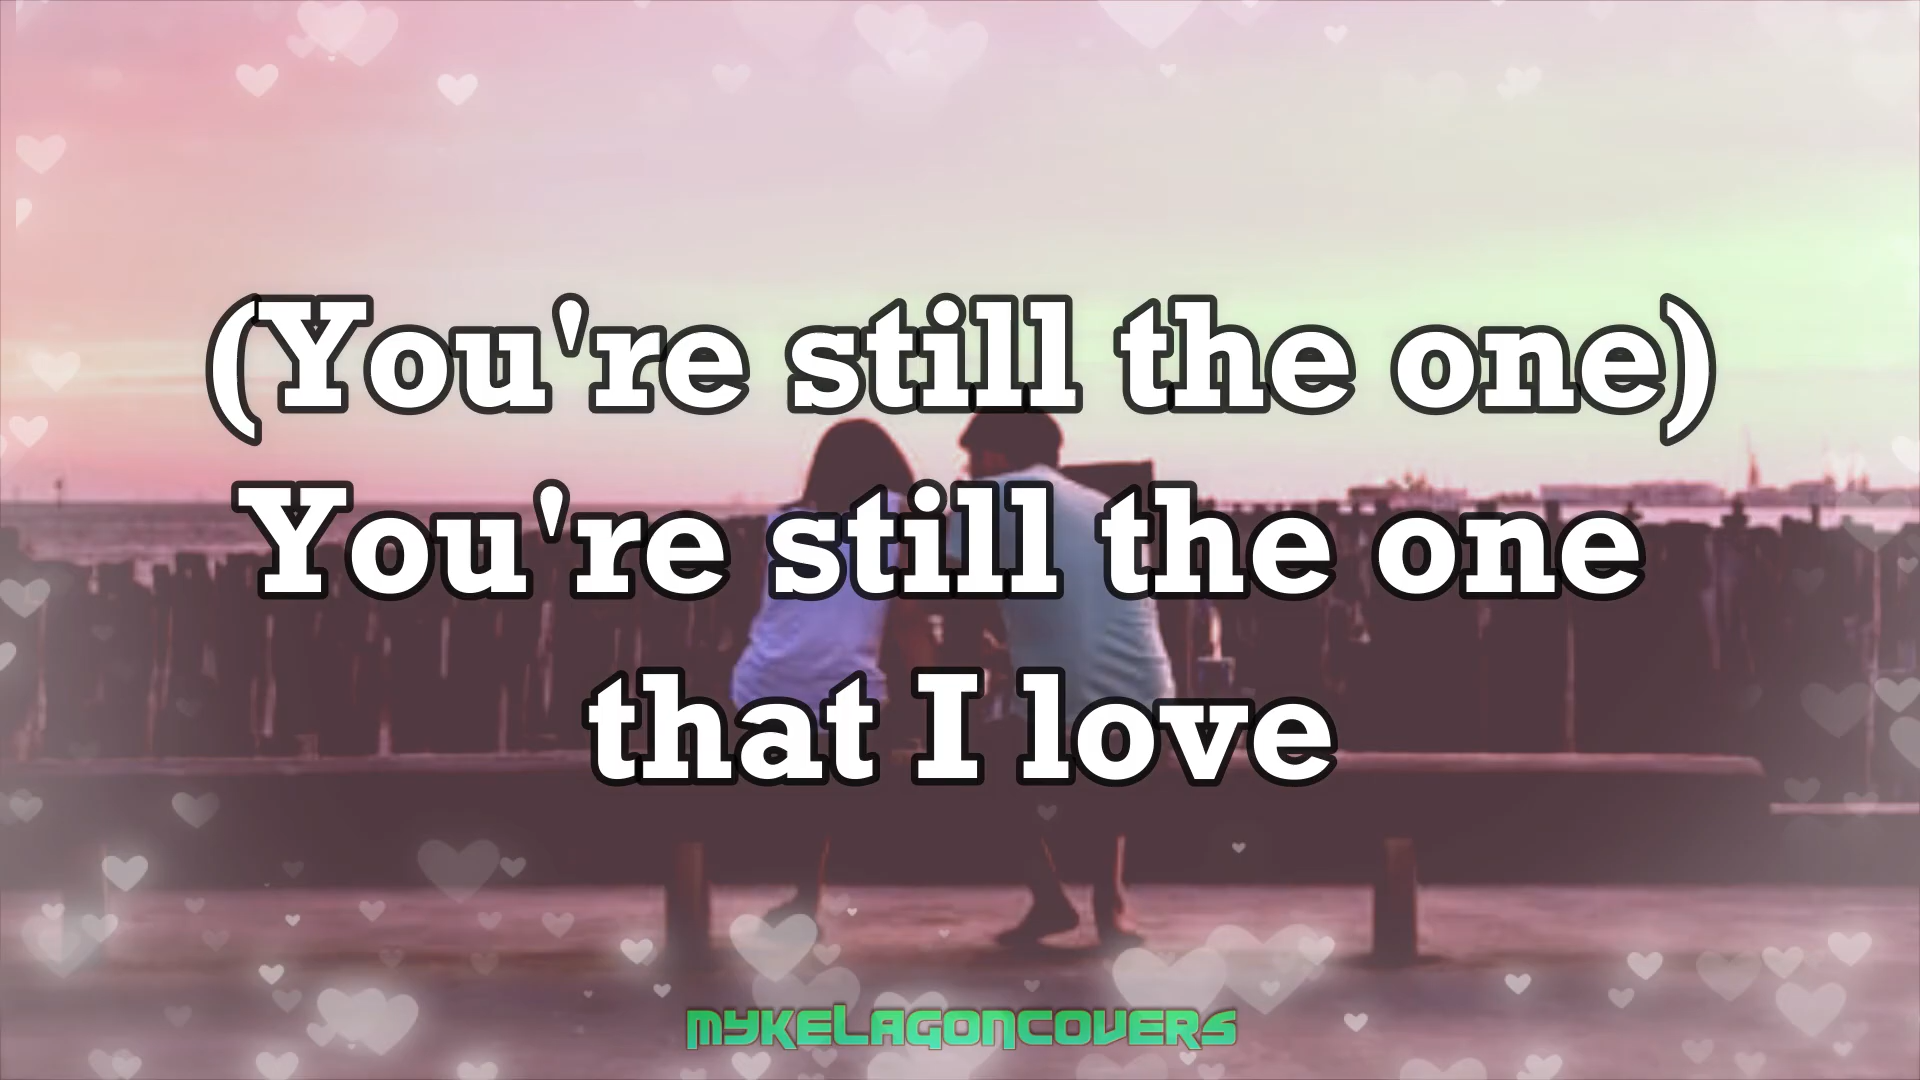 (You're still the one)
You're still the one
that I love
MYKELAGONCOVERS